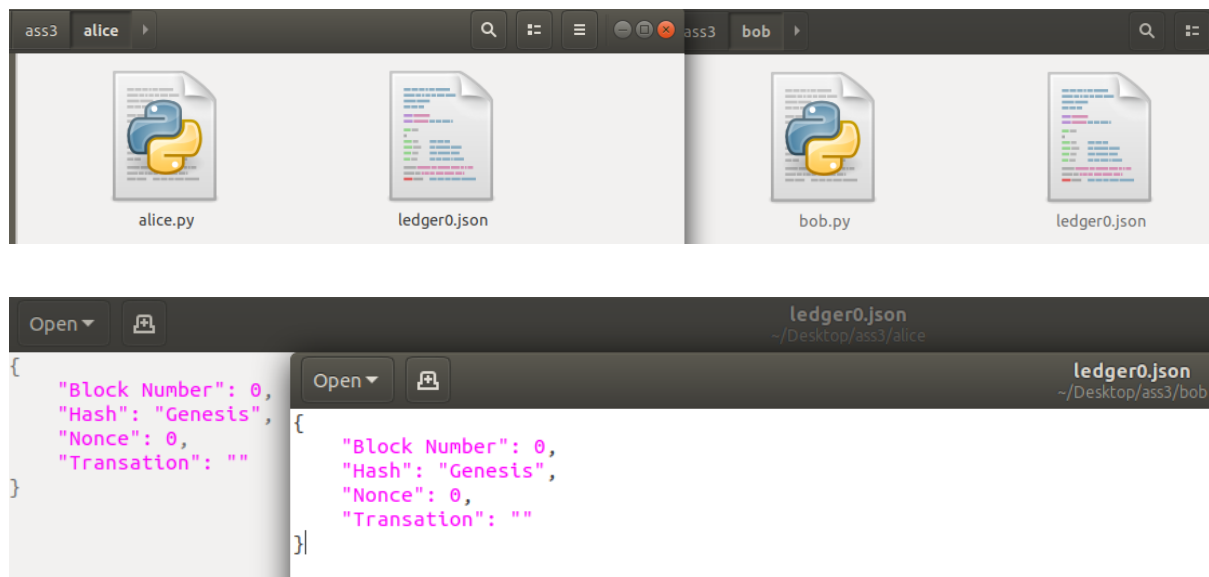 ass3 alice
ass3 bob
alice.py ledger0.json
bob.py ledger0.json
Open
ledger0.json
~/Desktop/ass3/alice
{
"Block Number": 0,
"Hash": "Genesis",
"Nonce": 0,
"Transation": ""
}
Open
ledger0.json
~/Desktop/ass3/bob
{
"Block Number": 0,
"Hash": "Genesis",
"Nonce": 0,
"Transation": ""
}